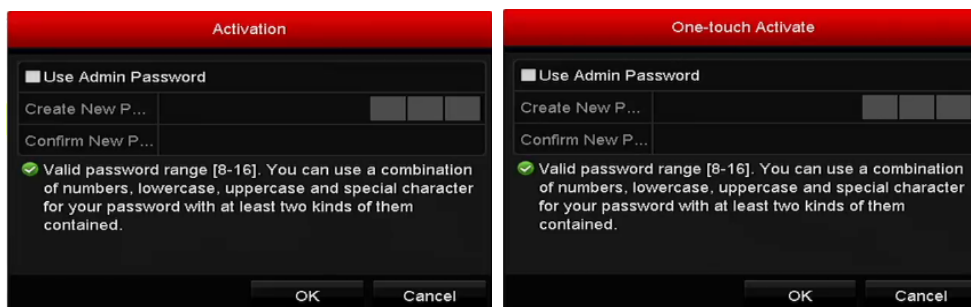 Activation
Use Admin Password
Create New P...
Confirm New P...
Valid password range [8-16]. You can use a combination
of numbers, lowercase, uppercase and special character
for your password with at least two kinds of them
contained.
OK
Cancel
One-touch Activate
Use Admin Password
Create New P...
Confirm New P...
Valid password range [8-16]. You can use a combination
of numbers, lowercase, uppercase and special character
for your password with at least two kinds of them
contained.
OK
Cancel